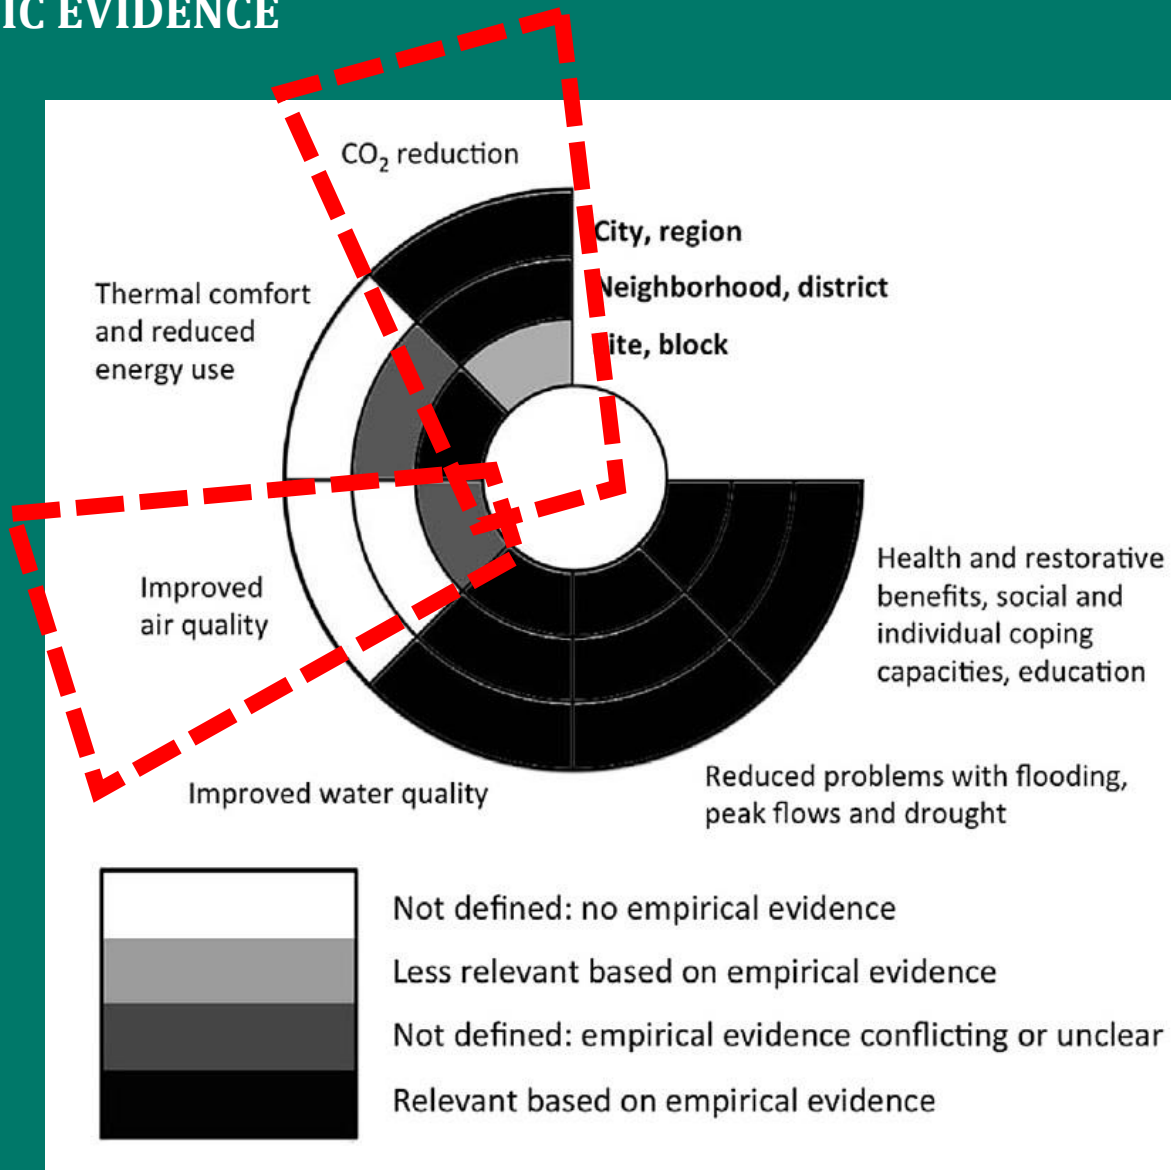 IC EVIDENCE
CO₂ reduction
City, region
Neighborhood, district
ite, block
Thermal comfort
and reduced
energy use
Improved
air quality
Health and restorative
benefits, social and
individual coping
capacities, education
Improved water quality
Reduced problems with flooding,
peak flows and drought
Not defined: no empirical evidence
Less relevant based on empirical evidence
Not defined: empirical evidence conflicting or unclear
Relevant based on empirical evidence